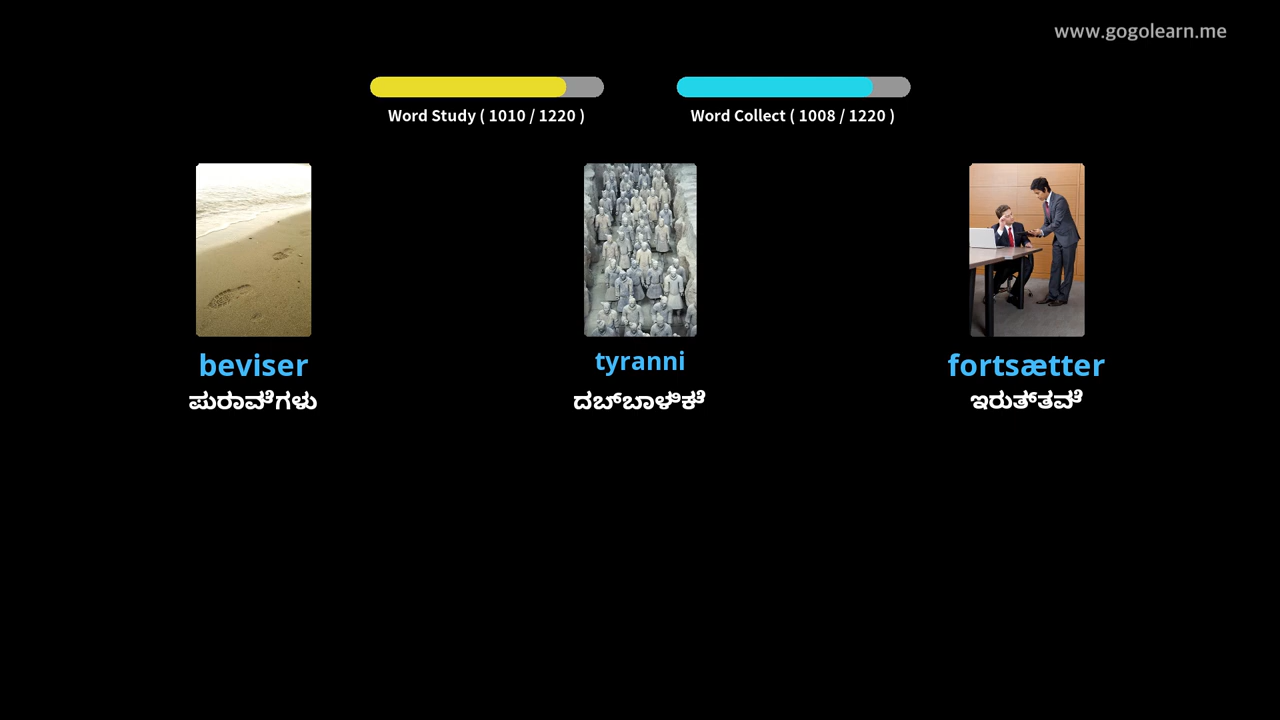 www.gogolearn.me
Word Study ( 1010 / 1220 )
Word Collect ( 1008 / 1220 )
beviser
ಪುರಾವೆಗಳು
tyranni
ದಬ್ಬಾಳಿಕೆ
fortsætter
ಇರುತ್ತವೆ